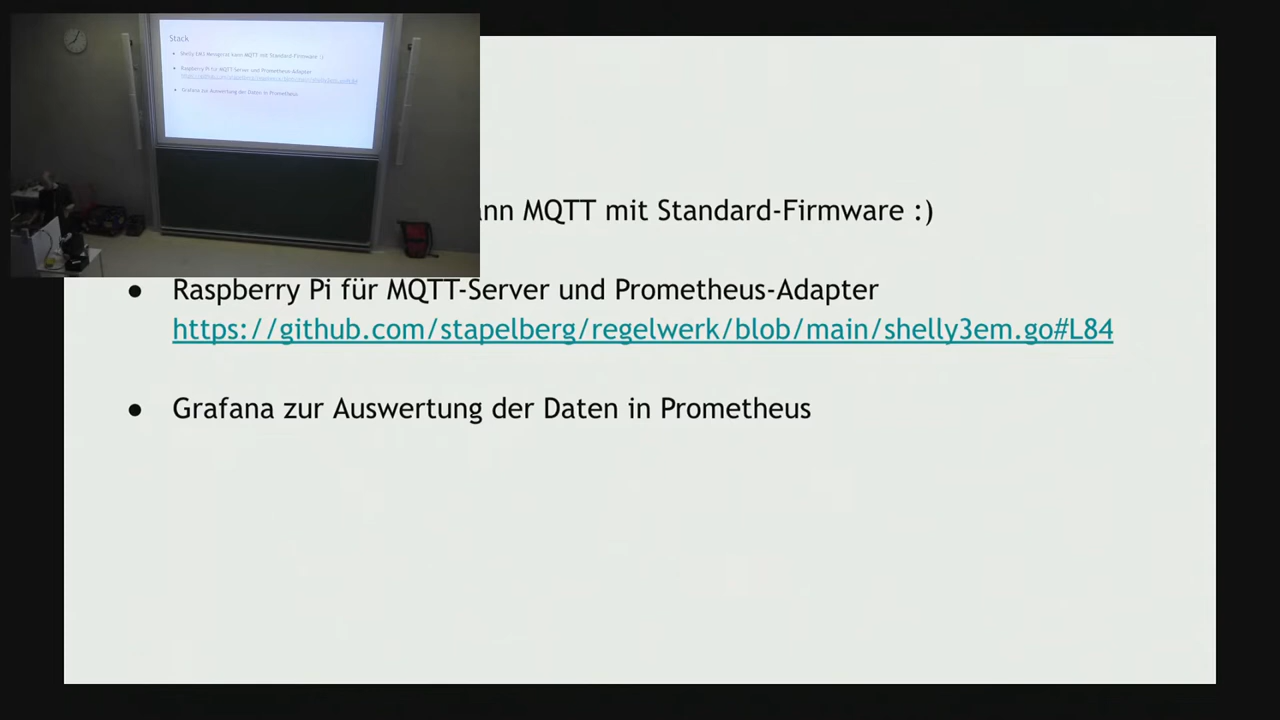 Stack
ann MQTT mit Standard-Firmware :)
● Raspberry Pi für MQTT-Server und Prometheus-Adapter
https://github.com/stapelberg/regelwerk/blob/main/shelly3em.go#L84
● Grafana zur Auswertung der Daten in Prometheus